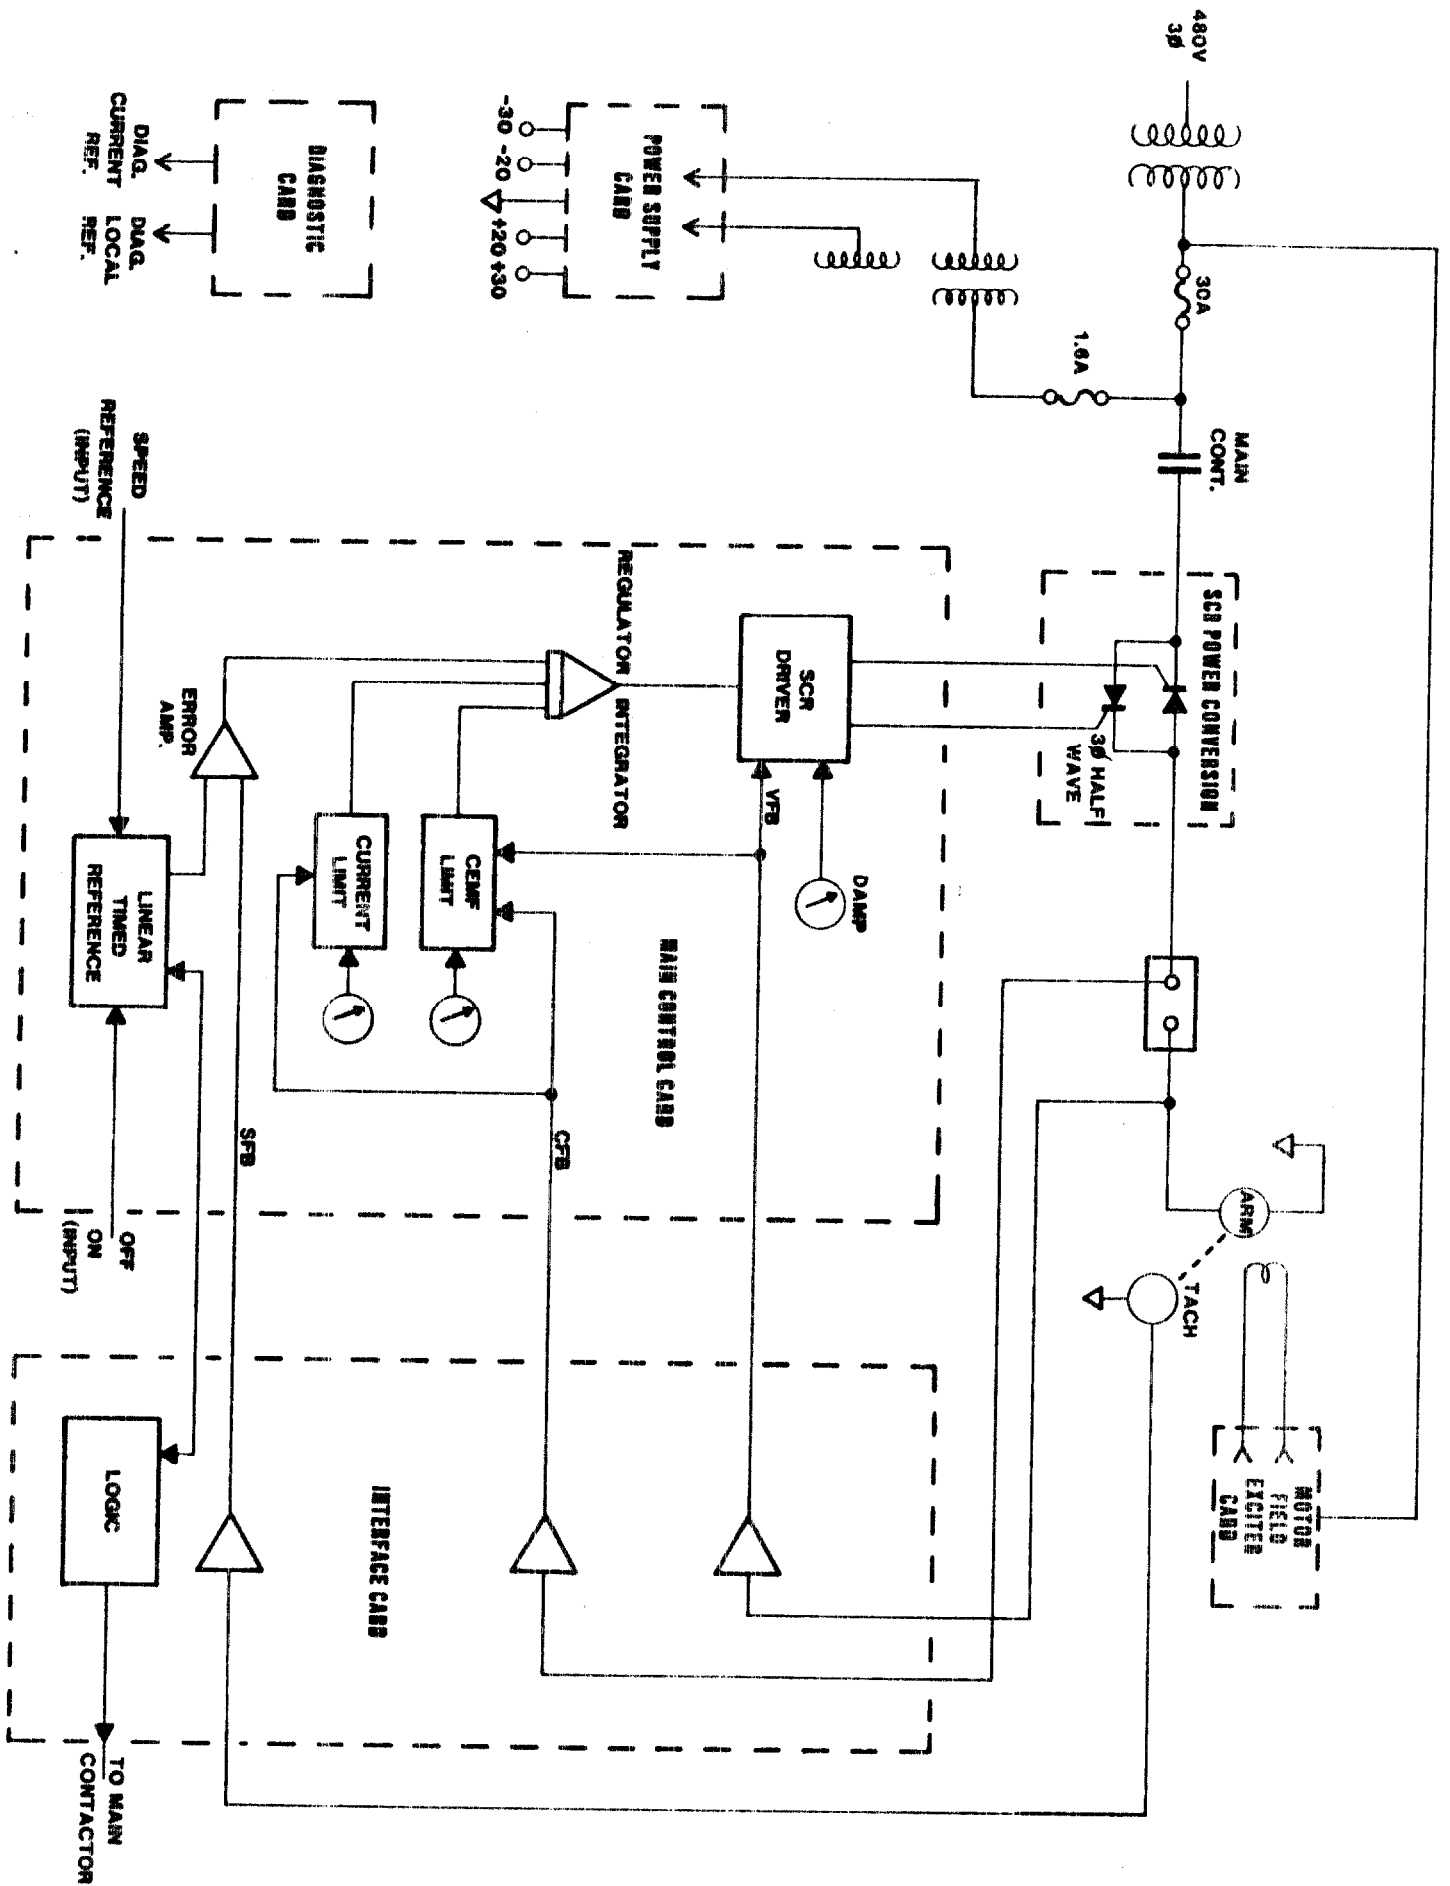 480V
3Ø
30A
1.6A
MAIN
CONT.
SCR POWER CONVERSION
3Ø HALF
WAVE
ARM
TACH
MOTOR
FIELD
EXCITER
CARD
POWER SUPPLY
CARD
-30
-20
+20
+30
DIAGNOSTIC
CARD
DIAG.
CURRENT
REF.
DIAG.
LOCAL
REF.
SCR
DRIVER
DAMP
VFB
REGULATOR INTEGRATOR
MAIN CONTROL CARD
CEMF
LIMIT
CURRENT
LIMIT
CFB
ERROR
AMP.
SFB
SPEED
REFERENCE
(INPUT)
LINEAR
TIMED
REFERENCE
OFF
ON
(INPUT)
INTERFACE CARD
LOGIC
TO MAIN
CONTACTOR